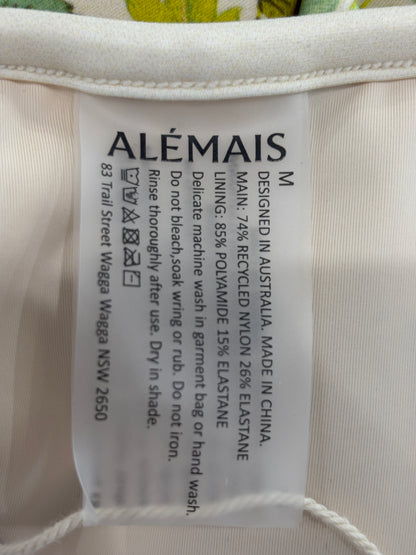 ALÉMAIS
M
DESIGNED IN AUSTRALIA. MADE IN CHINA.
MAIN: 74% RECYCLED NYLON 26% ELASTANE
LINING: 85% POLYAMIDE 15% ELASTANE
Delicate machine wash in garment bag or hand wash.
Do not bleach,soak wring or rub. Do not iron.
Rinse thoroughly after use. Dry in shade.
83 Trail Street Wagga Wagga NSW 2650